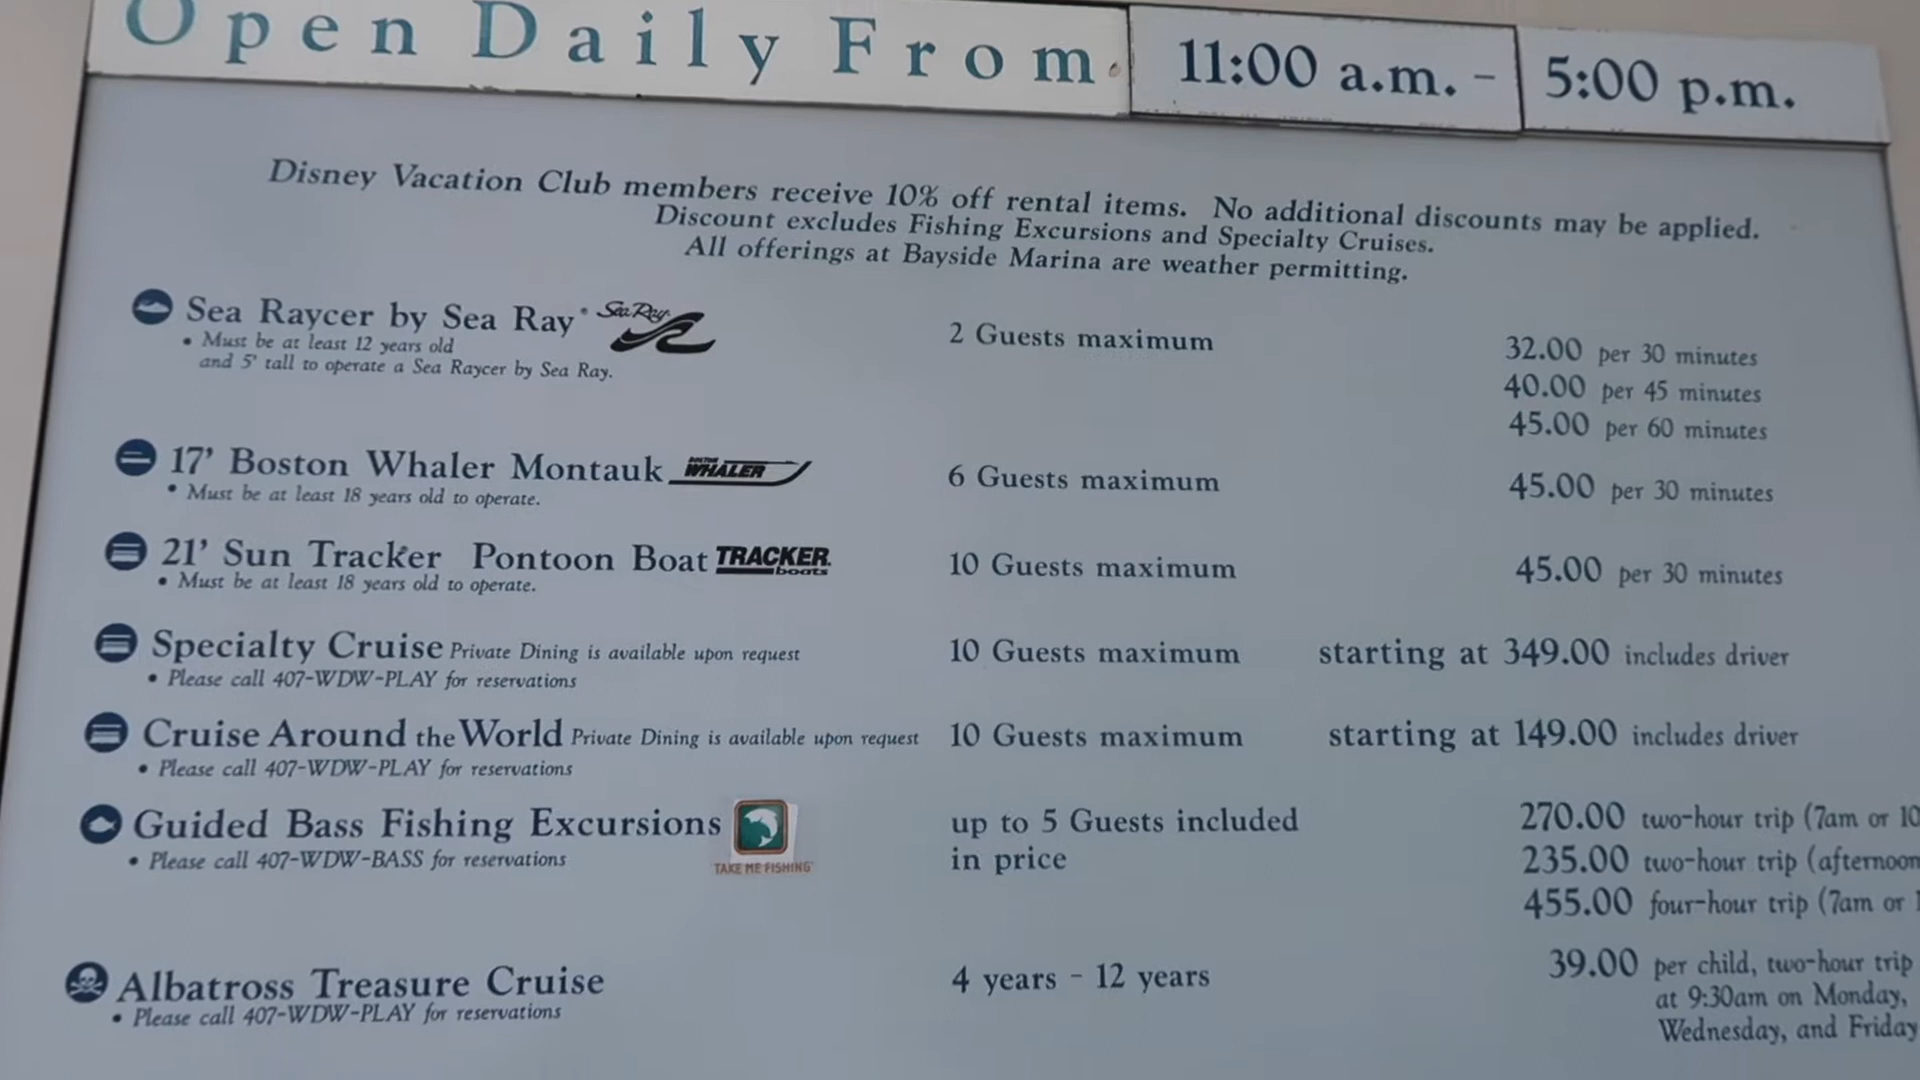 Open Daily From 11:00 a.m. - 5:00 p.m.
Disney Vacation Club members receive 10% off rental items. No additional discounts may be applied.
Discount excludes Fishing Excursions and Specialty Cruises.
All offerings at Bayside Marina are weather permitting.
Sea Raycer by Sea Ray® Sea Ray 2 Guests maximum 32.00 per 30 minutes
• Must be at least 12 years old
and 5' tall to operate a Sea Raycer by Sea Ray.
40.00 per 45 minutes
45.00 per 60 minutes
17' Boston Whaler Montauk BOSTON WHALER 6 Guests maximum 45.00 per 30 minutes
• Must be at least 18 years old to operate.
21' Sun Tracker Pontoon Boat TRACKER. boats 10 Guests maximum 45.00 per 30 minutes
• Must be at least 18 years old to operate.
Specialty Cruise Private Dining is available upon request 10 Guests maximum starting at 349.00 includes driver
• Please call 407-WDW-PLAY for reservations
Cruise Around the World Private Dining is available upon request 10 Guests maximum starting at 149.00 includes driver
• Please call 407-WDW-PLAY for reservations
Guided Bass Fishing Excursions up to 5 Guests included 270.00 two-hour trip (7am or 10
• Please call 407-WDW-BASS for reservations TAKE ME FISHING in price 235.00 two-hour trip (afternoon
455.00 four-hour trip (7am or 1
Albatross Treasure Cruise 4 years - 12 years 39.00 per child, two-hour trip
• Please call 407-WDW-PLAY for reservations at 9:30am on Monday,
Wednesday, and Friday